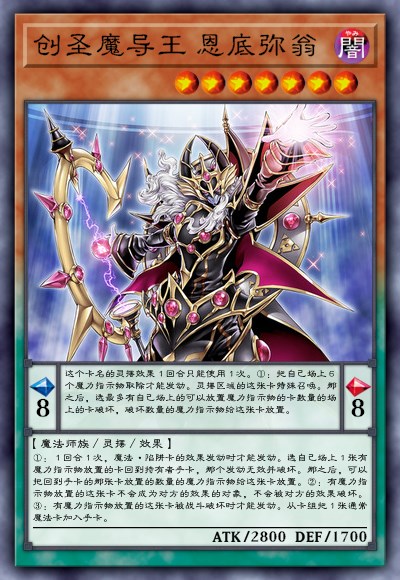 创圣魔导王 恩底弥翁
やみ
闇
这个卡名的灵摆效果1回合只能使用1次。①：把自己场上6
个魔力指示物取除才能发动。灵摆区域的这张卡特殊召唤。那
之后，选最多有自己场上的可以放置魔力指示物的卡数量的场
上的卡破坏，破坏数量的魔力指示物给这张卡放置。
8
8
【魔法师族／灵摆／效果】
①：1回合1次，魔法·陷阱卡的效果发动时才能发动。选自己场上1张有
魔力指示物放置的卡回到持有者手卡，那个发动无效并破坏。那之后，可以
把回到手卡的那张卡放置的数量的魔力指示物给这张卡放置。②：有魔力指
示物放置的这张卡不会成为对方的效果的对象，不会被对方的效果破坏。
③：有魔力指示物放置的这张卡被战斗破坏时才能发动。从卡组把1张通常
魔法卡加入手卡。
ATK/2800 DEF/1700